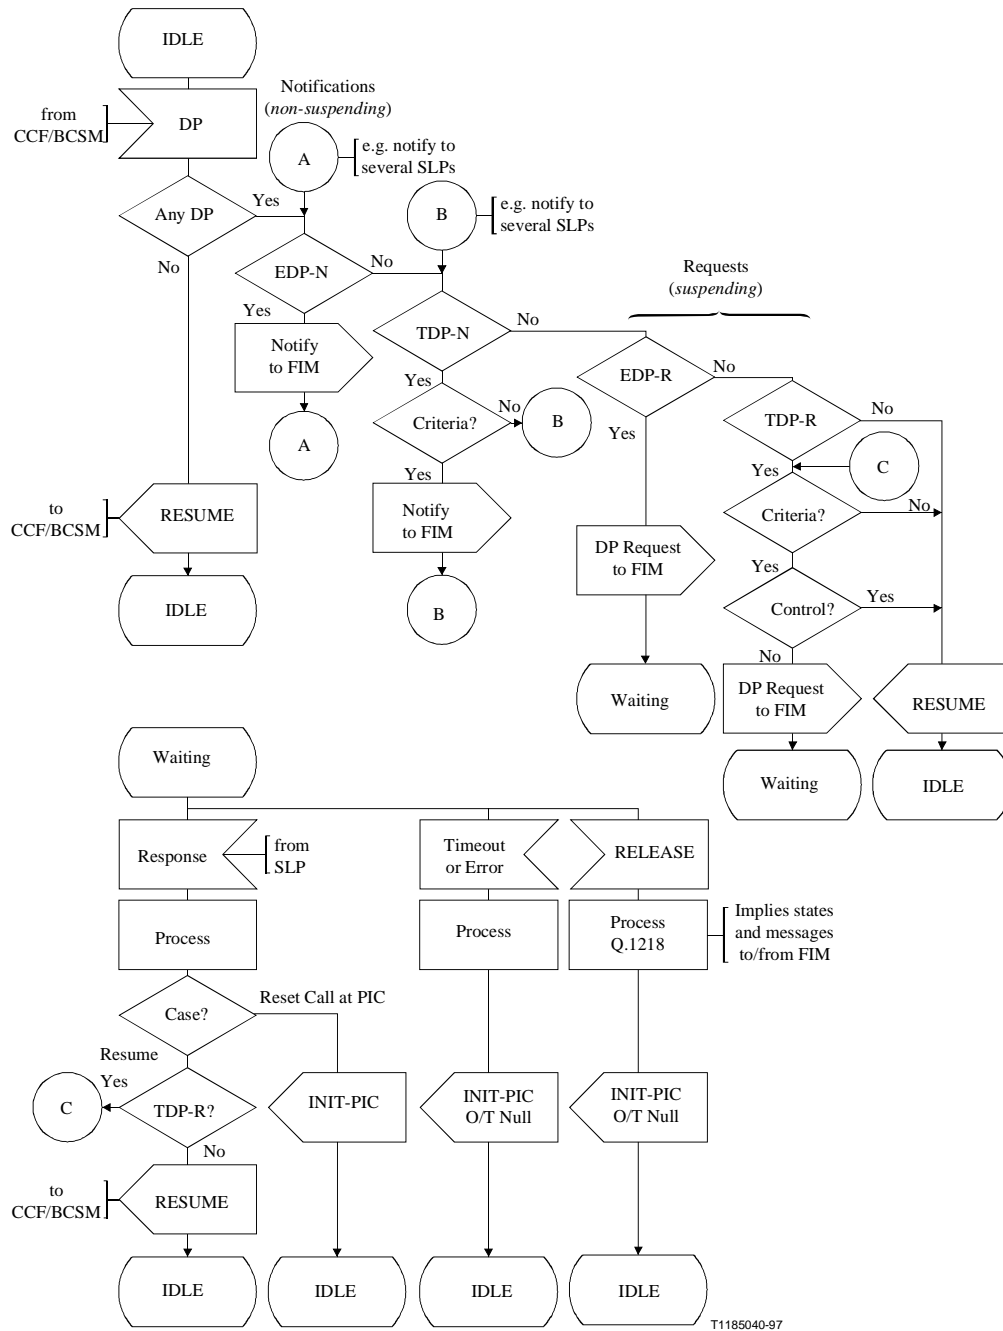 IDLE
Notifications
(non-suspending)
from
CCF/BCSM
DP
A
e.g. notify to
several SLPs
Any DP
Yes
B
e.g. notify to
several SLPs
No
EDP-N
No
Requests
(suspending)
Yes
TDP-N
No
Notify
to FIM
EDP-R
No
Yes
TDP-R
No
Criteria?
No
B
A
Yes
Yes
C
Yes
to
CCF/BCSM
RESUME
Notify
to FIM
Criteria?
No
DP Request
to FIM
Yes
IDLE
B
Control?
Yes
No
Waiting
DP Request
to FIM
RESUME
Waiting
Waiting
IDLE
Response
from
SLP
Timeout
or Error
RELEASE
Process
Process
Process
Q.1218
Implies states
and messages
to/from FIM
Reset Call at PIC
Case?
Resume
Yes
C
TDP-R?
INIT-PIC
INIT-PIC
O/T Null
INIT-PIC
O/T Null
No
to
CCF/BCSM
RESUME
IDLE
IDLE
IDLE
IDLE
T1185040-97